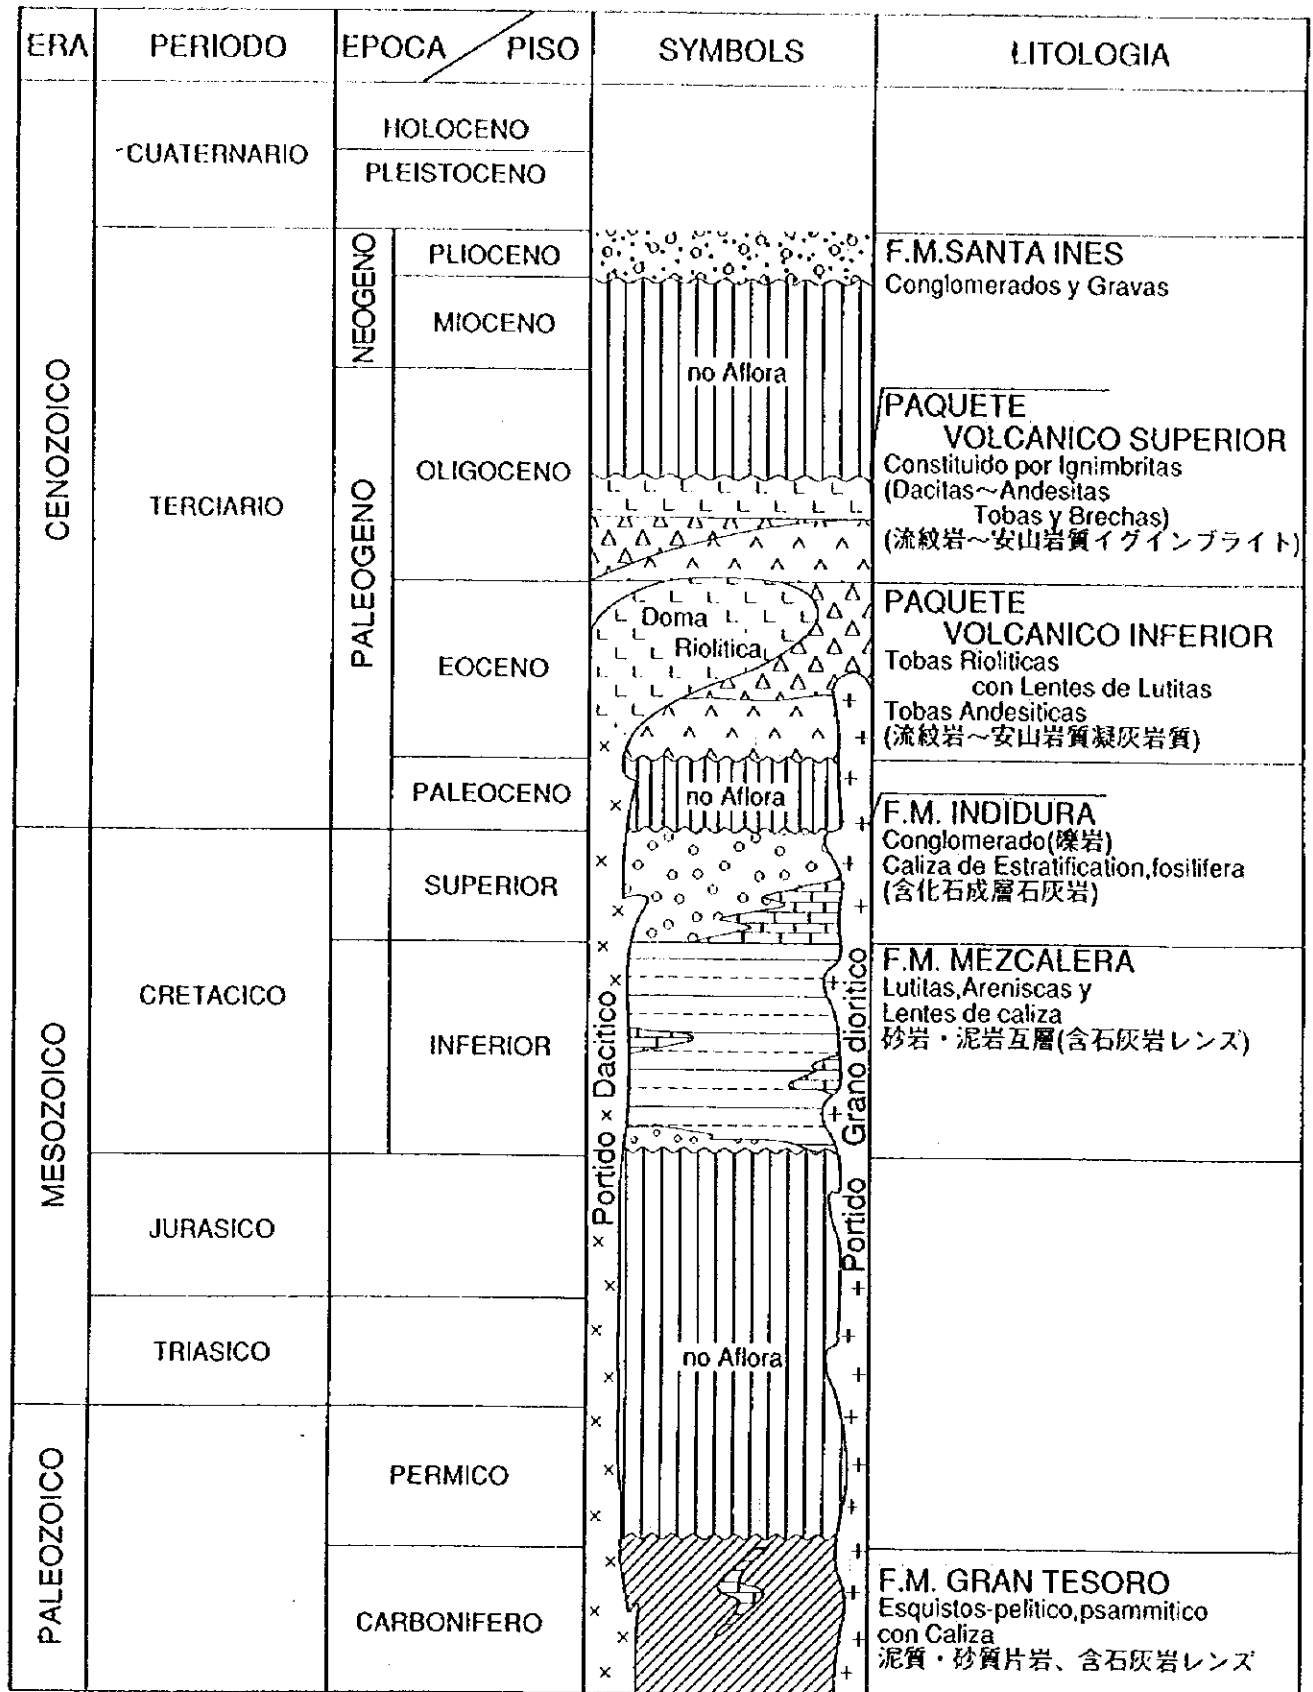 ERA PERIODO EPOCA PISO SYMBOLS LITOLOGIA
CENOZOICO
CUATERNARIO
HOLOCENO
PLEISTOCENO
TERCIARIO
NEOGENO
PLIOCENO
MIOCENO
PALEOGENO
OLIGOCENO
EOCENO
PALEOCENO
MESOZOICO
CRETACICO
SUPERIOR
INFERIOR
JURASICO
TRIASICO
PALEOZOICO
PERMICO
CARBONIFERO
no Aflora
Doma
Riolitica
no Aflora
Portido Dacitico
Portido Grano dioritico
no Aflora
F.M.SANTA INES
Conglomerados y Gravas
PAQUETE
VOLCANICO SUPERIOR
Constituido por Ignimbritas
(Dacitas~Andesitas
Tobas y Brechas)
(流紋岩~安山岩質イグインブライト)
PAQUETE
VOLCANICO INFERIOR
Tobas Rioliticas
con Lentes de Lutitas
Tobas Andesiticas
(流紋岩~安山岩質凝灰岩質)
F.M. INDIDURA
Conglomerado(礫岩)
Caliza de Estratification,fosilifera
(含化石成層石灰岩)
F.M. MEZCALERA
Lutitas,Areniscas y
Lentes de caliza
砂岩・泥岩互層(含石灰岩レンズ)
F.M. GRAN TESORO
Esquistos-pelitico,psammitico
con Caliza
泥質・砂質片岩、含石灰岩レンズ